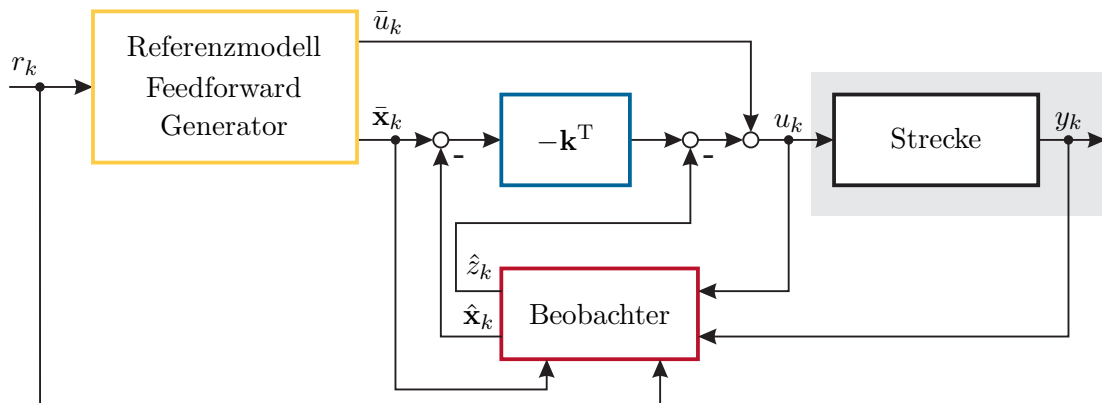 r_k
Referenzmodell
Feedforward
Generator
ū_k
x̄_k
-
−k^T
-
u_k
Strecke
y_k
ẑ_k
x̂_k
Beobachter